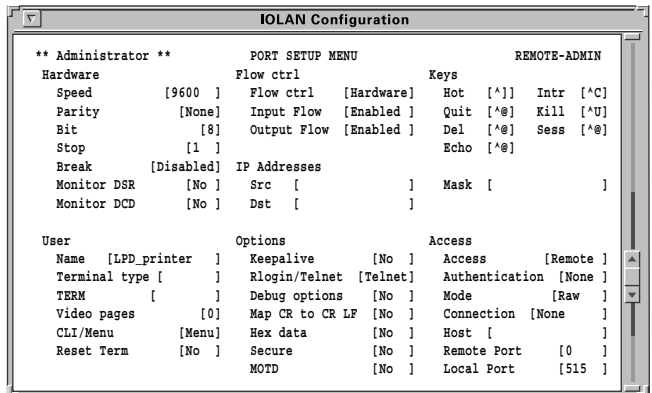 IOLAN Configuration
** Administrator ** PORT SETUP MENU REMOTE-ADMIN
Hardware Flow ctrl Keys
Speed [9600 ] Flow ctrl [Hardware] Hot [^]] Intr [^C]
Parity [None] Input Flow [Enabled ] Quit [^@] Kill [^U]
Bit [8] Output Flow [Enabled ] Del [^@] Sess [^@]
Stop [1 ] Echo [^@]
Break [Disabled] IP Addresses
Monitor DSR [No ] Src [ ] Mask [ ]
Monitor DCD [No ] Dst [ ]
User Options Access
Name [LPD_printer ] Keepalive [No ] Access [Remote ]
Terminal type [ ] Rlogin/Telnet [Telnet] Authentication [None ]
TERM [ ] Debug options [No ] Mode [Raw ]
Video pages [0] Map CR to CR LF [No ] Connection [None ]
CLI/Menu [Menu] Hex data [No ] Host [ ]
Reset Term [No ] Secure [No ] Remote Port [0 ]
MOTD [No ] Local Port [515 ]